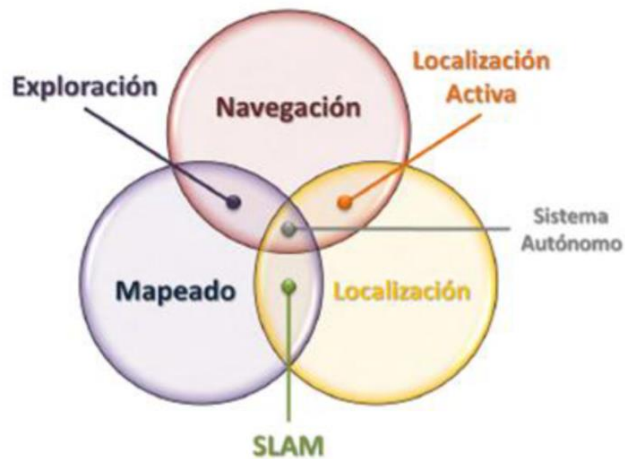 Exploración
Localización
Activa
Navegación
Sistema
Autónomo
Mapeado
Localización
SLAM